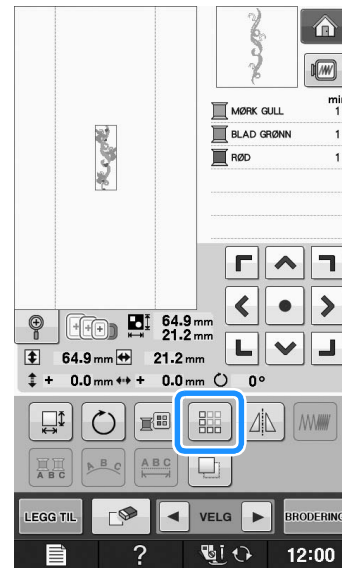 min
MØRK GULL 1
BLAD GRØNN 1
RØD 1
64.9 mm
21.2 mm
64.9 mm 21.2 mm
+ 0.0 mm + 0.0 mm 0°
A B C A B C A B C
LEGG TIL VELG BRODERING
? 12:00